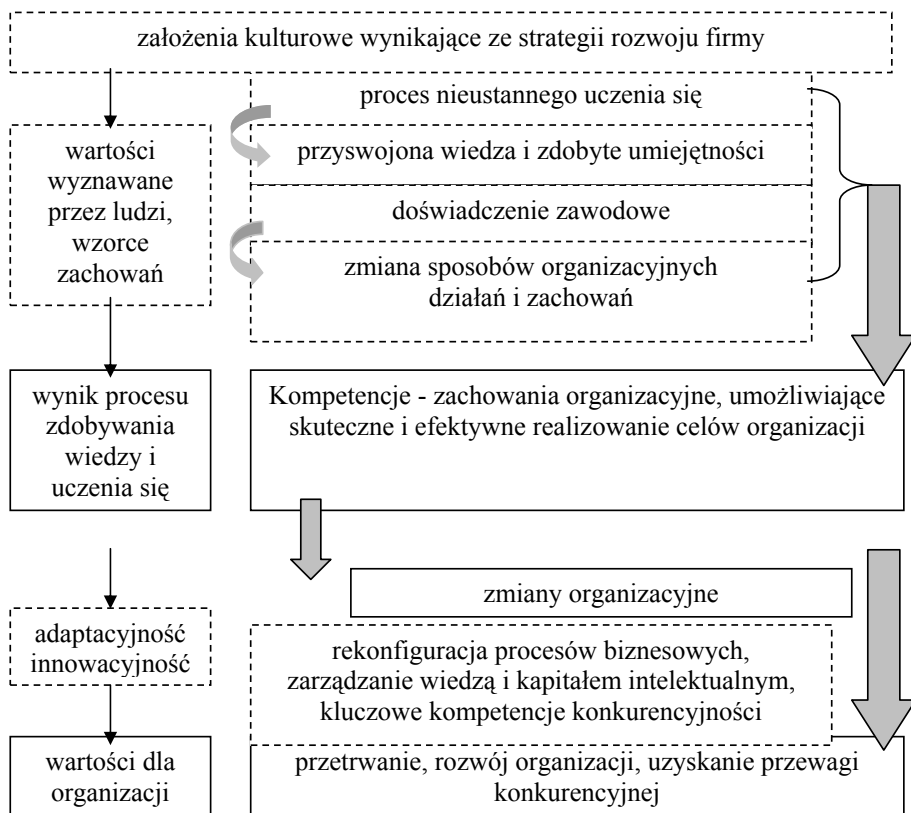 założenia kulturowe wynikające ze strategii rozwoju firmy
proces nieustannego uczenia się
wartości
wyznawane
przez ludzi,
wzorce
zachowań
przyswojona wiedza i zdobyte umiejętności
doświadczenie zawodowe
zmiana sposobów organizacyjnych
działań i zachowań
wynik procesu
zdobywania
wiedzy i
uczenia się
Kompetencje - zachowania organizacyjne, umożliwiające
skuteczne i efektywne realizowanie celów organizacji
zmiany organizacyjne
adaptacyjność
innowacyjność
rekonfiguracja procesów biznesowych,
zarządzanie wiedzą i kapitałem intelektualnym,
kluczowe kompetencje konkurencyjności
wartości dla
organizacji
przetrwanie, rozwój organizacji, uzyskanie przewagi
konkurencyjnej